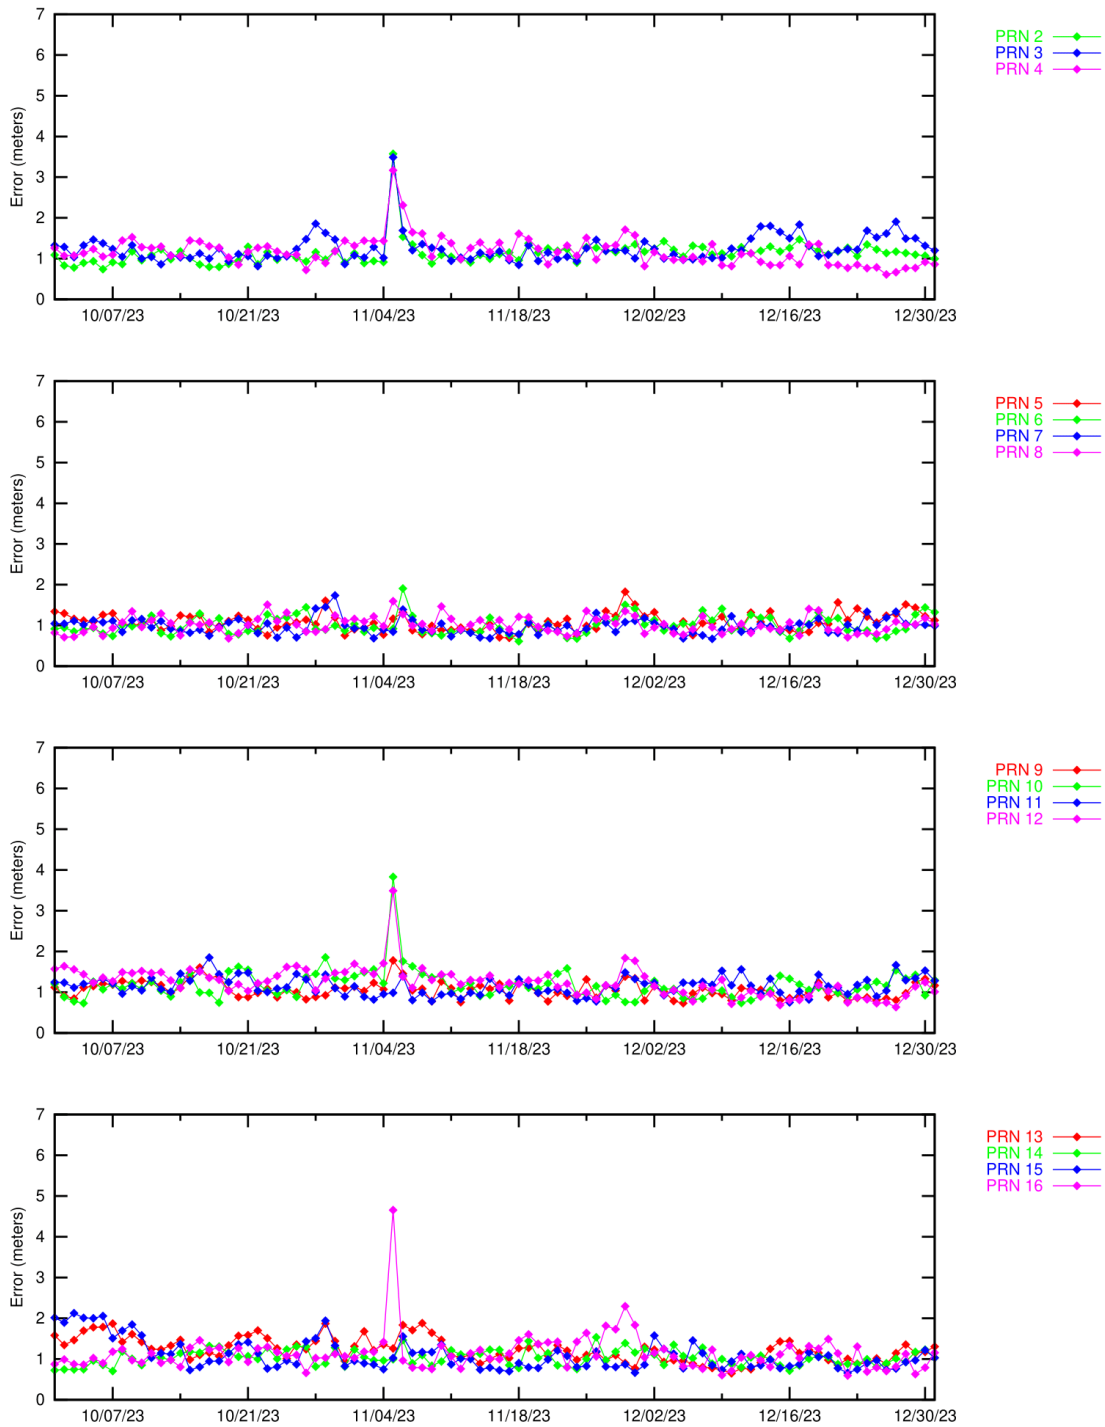 7
6
5
4
3
2
1
0
Error (meters)
10/07/23 10/21/23 11/04/23 11/18/23 12/02/23 12/16/23 12/30/23
PRN 2
PRN 3
PRN 4
7
6
5
4
3
2
1
0
Error (meters)
10/07/23 10/21/23 11/04/23 11/18/23 12/02/23 12/16/23 12/30/23
PRN 5
PRN 6
PRN 7
PRN 8
7
6
5
4
3
2
1
0
Error (meters)
10/07/23 10/21/23 11/04/23 11/18/23 12/02/23 12/16/23 12/30/23
PRN 9
PRN 10
PRN 11
PRN 12
7
6
5
4
3
2
1
0
Error (meters)
10/07/23 10/21/23 11/04/23 11/18/23 12/02/23 12/16/23 12/30/23
PRN 13
PRN 14
PRN 15
PRN 16